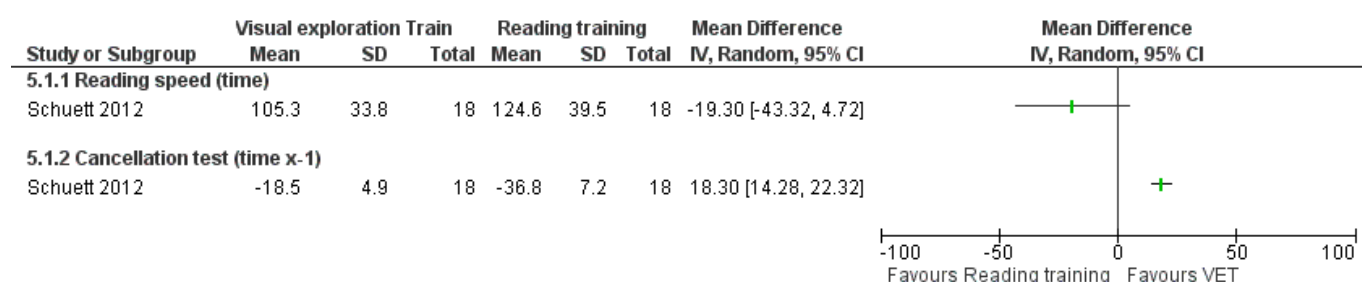 Visual exploration Train Reading training Mean Difference Mean Difference
Study or Subgroup Mean SD Total Mean SD Total IV, Random, 95% CI IV, Random, 95% CI
5.1.1 Reading speed (time)
Schuett 2012 105.3 33.8 18 124.6 39.5 18 -19.30 [-43.32, 4.72]
5.1.2 Cancellation test (time x-1)
Schuett 2012 -18.5 4.9 18 -36.8 7.2 18 18.30 [14.28, 22.32]
-100 -50 0 50 100
Favours Reading training Favours VET